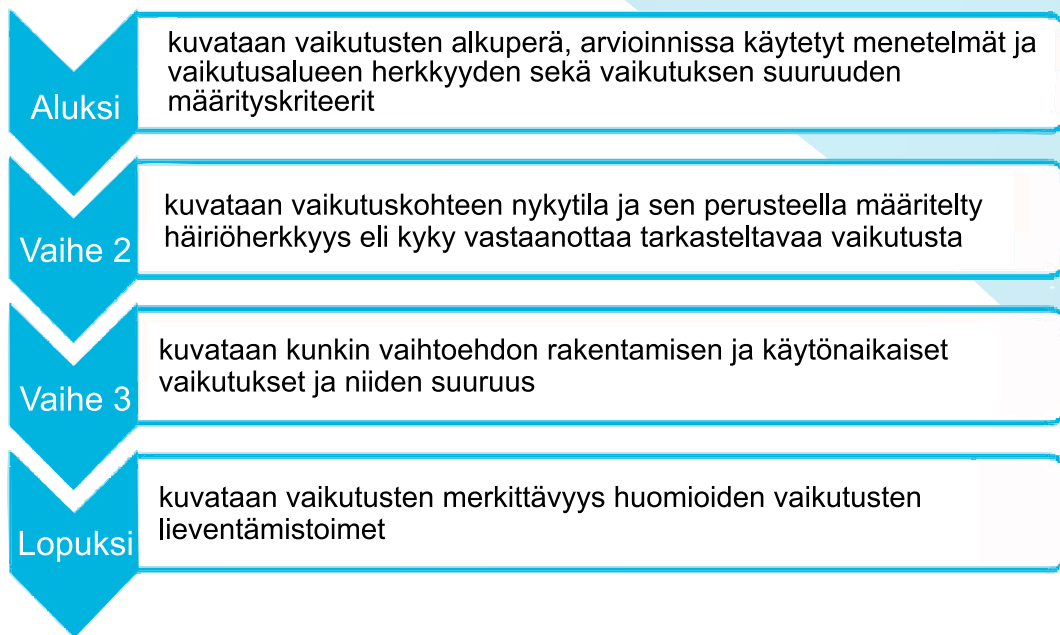 Aluksi
kuvataan vaikutusten alkuperä, arvioinnissa käytetyt menetelmät ja
vaikutusalueen herkkyyden sekä vaikutuksen suuruuden
määrityskriteerit
Vaihe 2
kuvataan vaikutuskohteen nykytila ja sen perusteella määritelty
häiriöherkkyys eli kyky vastaanottaa tarkasteltavaa vaikutusta
Vaihe 3
kuvataan kunkin vaihtoehdon rakentamisen ja käytönaikaiset
vaikutukset ja niiden suuruus
Lopuksi
kuvataan vaikutusten merkittävyys huomioiden vaikutusten
lieventämistoimet